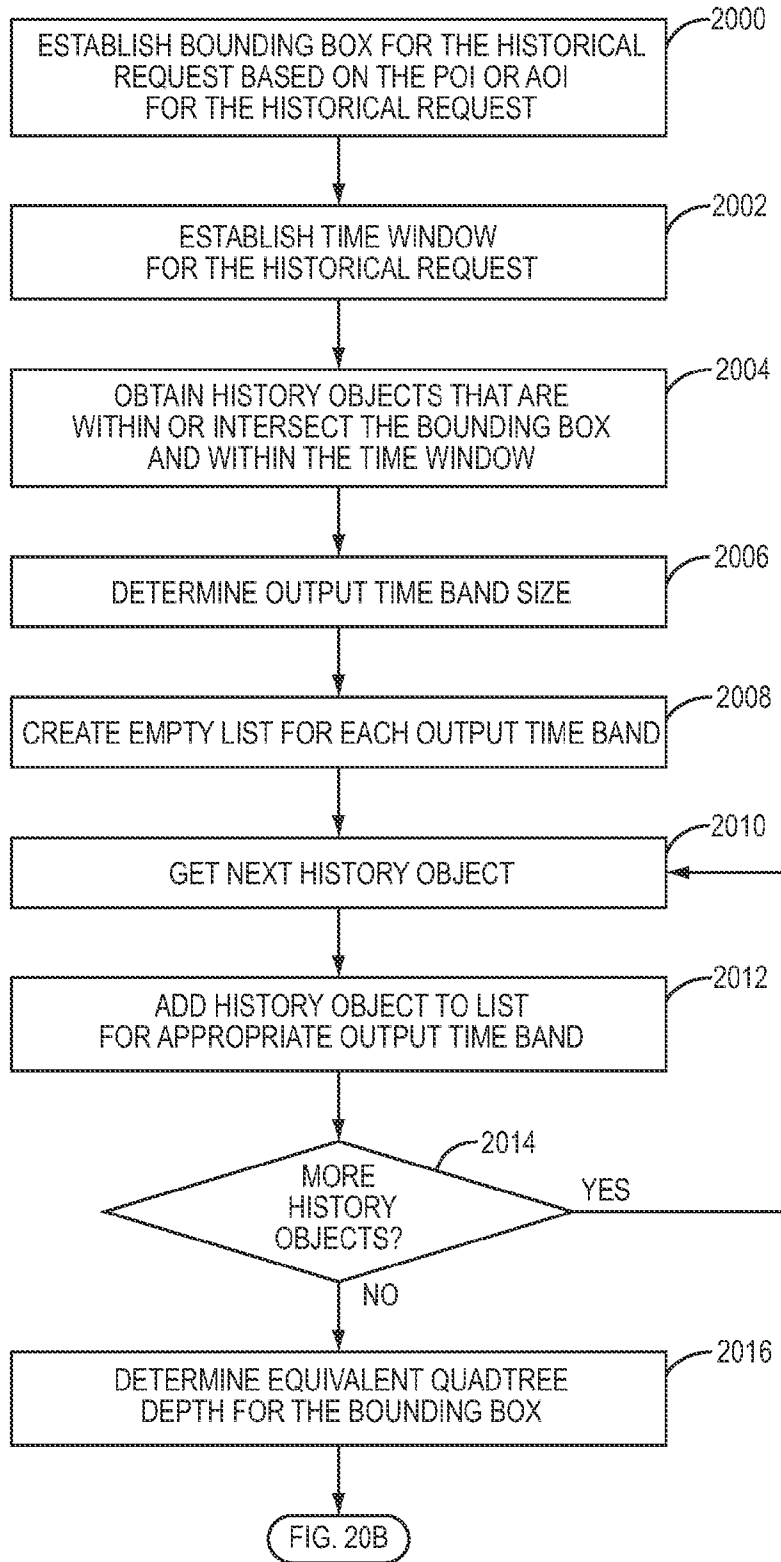 2000
ESTABLISH BOUNDING BOX FOR THE HISTORICAL
REQUEST BASED ON THE POI OR AOI
FOR THE HISTORICAL REQUEST
2002
ESTABLISH TIME WINDOW
FOR THE HISTORICAL REQUEST
2004
OBTAIN HISTORY OBJECTS THAT ARE
WITHIN OR INTERSECT THE BOUNDING BOX
AND WITHIN THE TIME WINDOW
2006
DETERMINE OUTPUT TIME BAND SIZE
2008
CREATE EMPTY LIST FOR EACH OUTPUT TIME BAND
2010
GET NEXT HISTORY OBJECT
2012
ADD HISTORY OBJECT TO LIST
FOR APPROPRIATE OUTPUT TIME BAND
2014
MORE
HISTORY
OBJECTS?
YES
NO
2016
DETERMINE EQUIVALENT QUADTREE
DEPTH FOR THE BOUNDING BOX
FIG. 20B